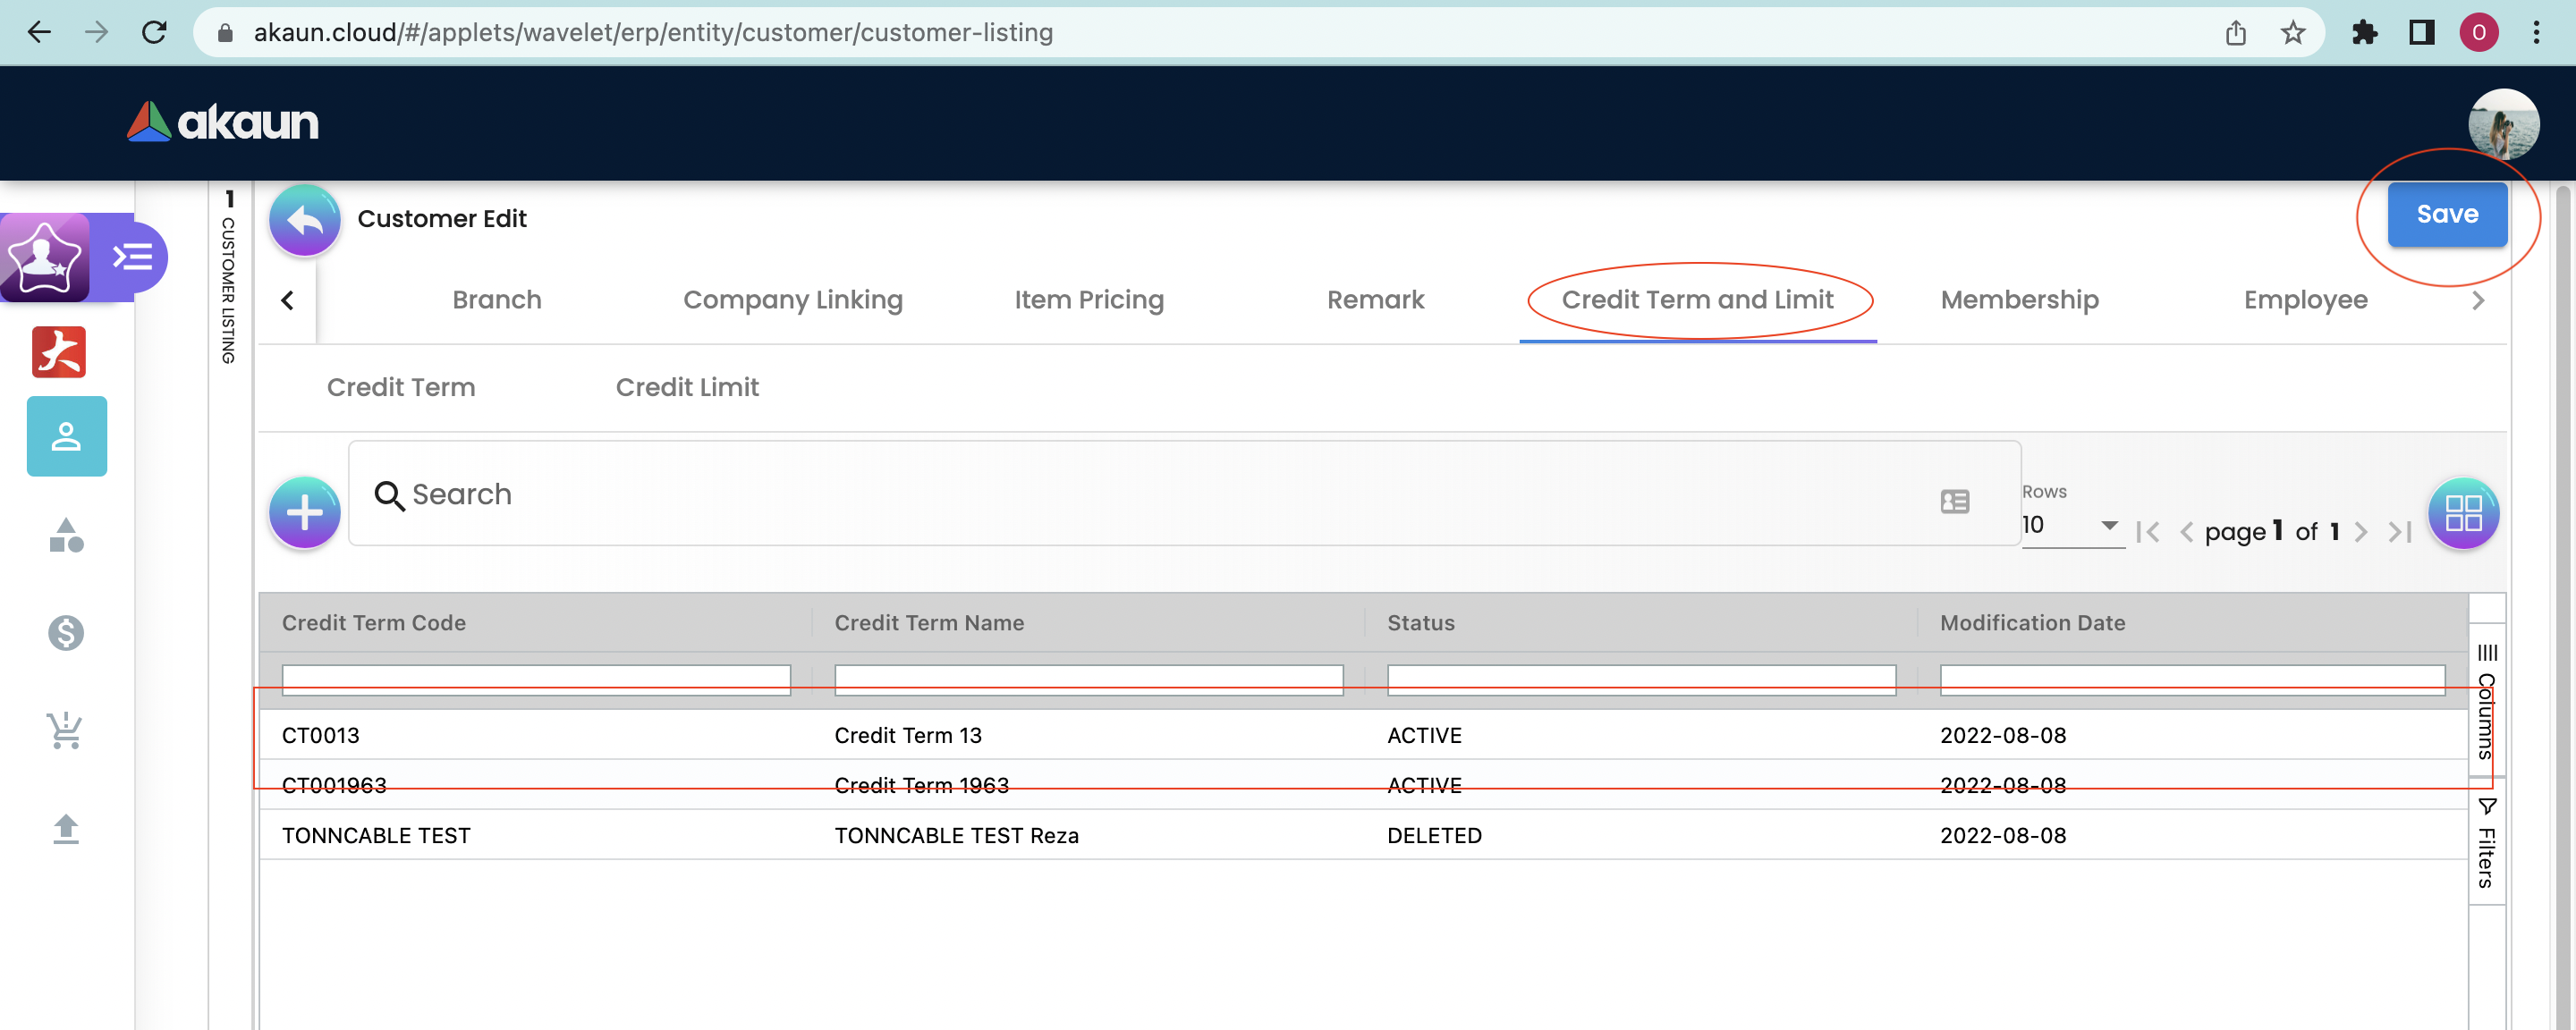 akaun.cloud/#/applets/wavelet/erp/entity/customer/customer-listing
O
akaun
1
CUSTOMER LISTING
Customer Edit
Save
Branch
Company Linking
Item Pricing
Remark
Credit Term and Limit
Membership
Employee
Credit Term
Credit Limit
Search
Rows
10
page 1 of 1
Credit Term Code
Credit Term Name
Status
Modification Date
CT0013
Credit Term 13
ACTIVE
2022-08-08
CT001963
Credit Term 1963
ACTIVE
2022-08-08
TONNCABLE TEST
TONNCABLE TEST Reza
DELETED
2022-08-08
Columns
Filters